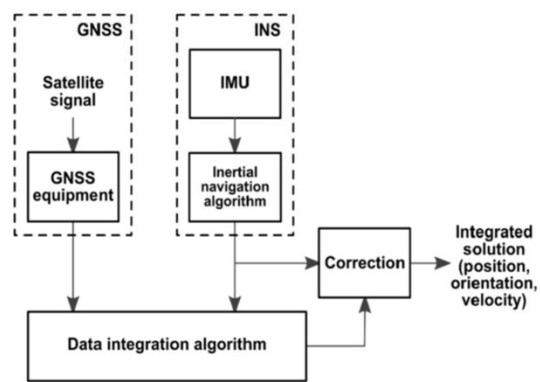 GNSS
INS
Satellite
signal
IMU
GNSS
equipment
Inertial
navigation
algorithm
Correction
Integrated
solution
(position,
orientation,
velocity)
Data integration algorithm